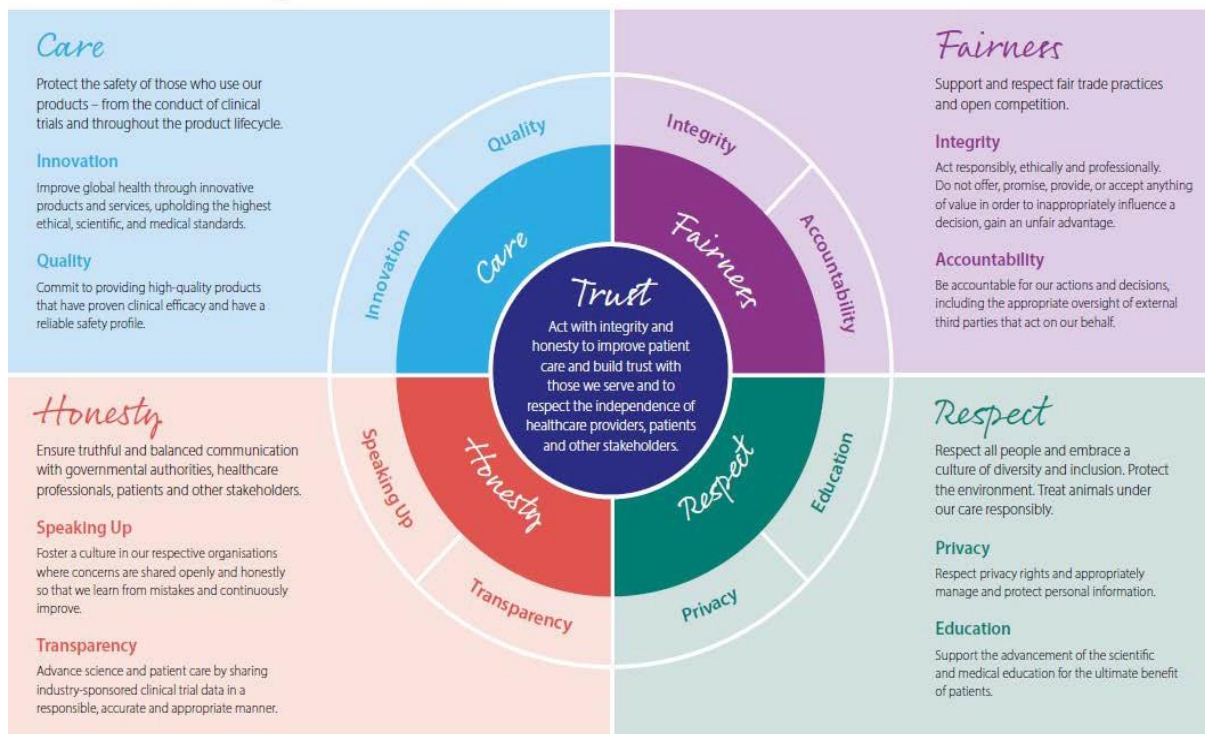 Care
Protect the safety of those who use our
products – from the conduct of clinical
trials and throughout the product lifecycle.
Innovation
Improve global health through innovative
products and services, upholding the highest
ethical, scientific, and medical standards.
Quality
Commit to providing high-quality products
that have proven clinical efficacy and have a
reliable safety profile.
Fairness
Support and respect fair trade practices
and open competition.
Integrity
Act responsibly, ethically and professionally.
Do not offer, promise, provide, or accept anything
of value in order to inappropriately influence a
decision, gain an unfair advantage.
Accountability
Be accountable for our actions and decisions,
including the appropriate oversight of external
third parties that act on our behalf.
Innovation
Quality
Integrity
Accountability
Care
Fairness
Trust
Act with integrity and
honesty to improve patient
care and build trust with
those we serve and to
respect the independence of
healthcare providers, patients
and other stakeholders.
Honesty
Respect
Speaking Up
Transparency
Privacy
Education
Honesty
Ensure truthful and balanced communication
with governmental authorities, healthcare
professionals, patients and other stakeholders.
Speaking Up
Foster a culture in our respective organisations
where concerns are shared openly and honestly
so that we learn from mistakes and continuously
improve.
Transparency
Advance science and patient care by sharing
industry-sponsored clinical trial data in a
responsible, accurate and appropriate manner.
Respect
Respect all people and embrace a
culture of diversity and inclusion. Protect
the environment. Treat animals under
our care responsibly.
Privacy
Respect privacy rights and appropriately
manage and protect personal information.
Education
Support the advancement of the scientific
and medical education for the ultimate benefit
of patients.